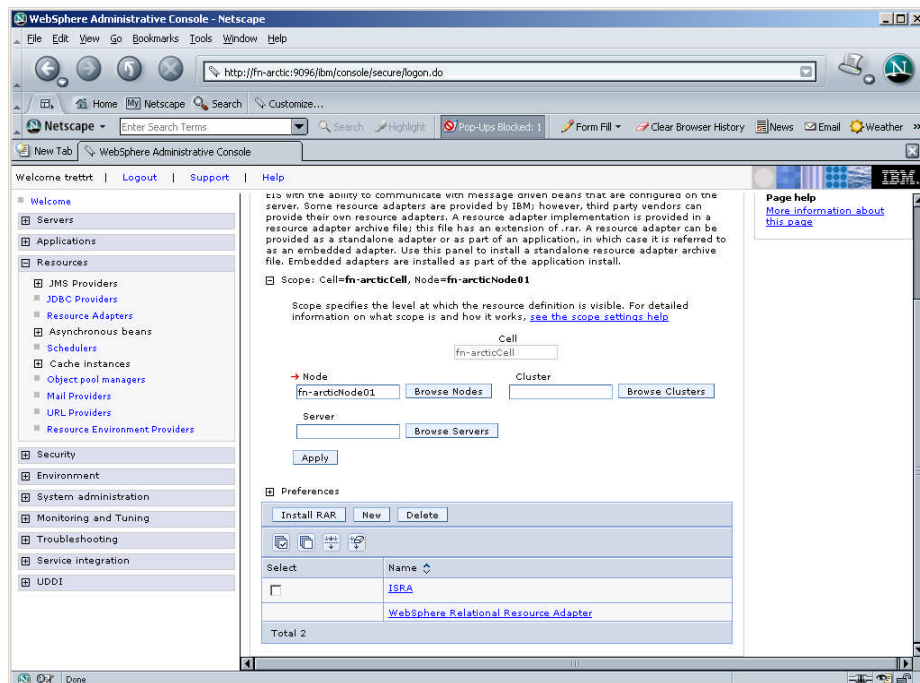 WebSphere Administrative Console - Netscape
File Edit View Go Bookmarks Tools Window Help
http://fn-arctic:9096/ibm/console/secure/logon.do
Home My Netscape Search Customize...
Netscape Enter Search Terms Search Highlight Pop-Ups Blocked: 1 Form Fill Clear Browser History News Email Weather »
New Tab WebSphere Administrative Console
Welcome trettrt | Logout | Support | Help IBM.
Welcome
Servers
Applications
Resources
JMS Providers
JDBC Providers
Resource Adapters
Asynchronous beans
Schedulers
Cache instances
Object pool managers
Mail Providers
URL Providers
Resource Environment Providers
Security
Environment
System administration
Monitoring and Tuning
Troubleshooting
Service integration
UDDI
EIS with the ability to communicate with message driven beans that are configured on the
server. Some resource adapters are provided by IBM; however, third party vendors can
provide their own resource adapters. A resource adapter implementation is provided in a
resource adapter archive file; this file has an extension of .rar. A resource adapter can be
provided as a standalone adapter or as part of an application, in which case it is referred to
as an embedded adapter. Use this panel to install a standalone resource adapter archive
file. Embedded adapters are installed as part of the application install.
Scope: Cell=fn-arcticCell, Node=fn-arcticNode01
Scope specifies the level at which the resource definition is visible. For detailed
information on what scope is and how it works, see the scope settings help
Cell
fn-arcticCell
Node Cluster
fn-arcticNode01 Browse Nodes Browse Clusters
Server
Browse Servers
Apply
Preferences
Install RAR New Delete
Select Name
ISRA
WebSphere Relational Resource Adapter
Total 2
Page help
More information about
this page
Done